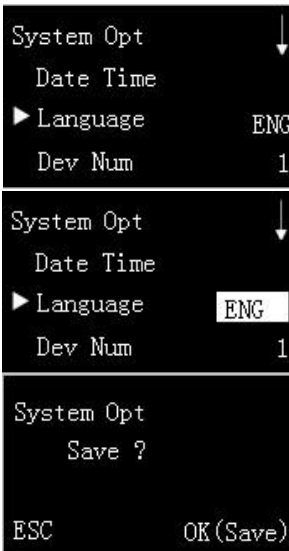 System Opt
Date Time
Language ENG
Dev Num 1
System Opt
Date Time
Language ENG
Dev Num 1
System Opt
Save ?
ESC OK(Save)